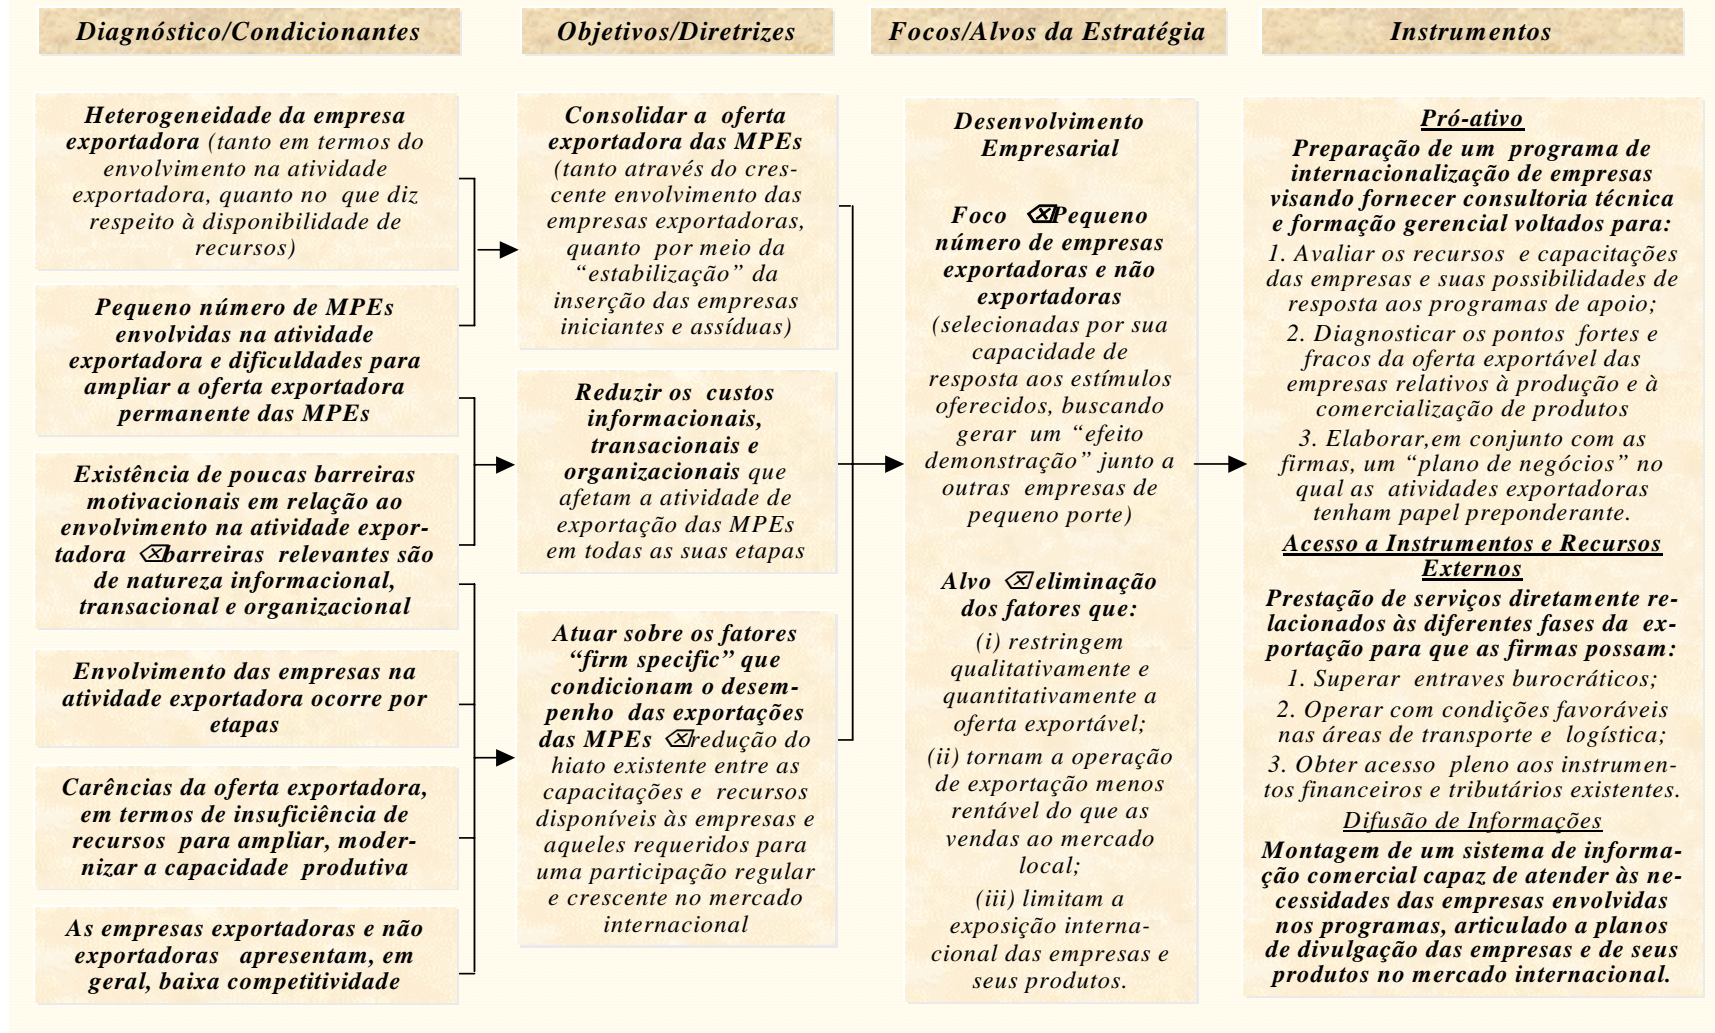 Diagnóstico/Condicionantes
Heterogeneidade da empresa
exportadora (tanto em termos do
envolvimento na atividade
exportadora, quanto no que diz
respeito à disponibilidade de
recursos)
Pequeno número de MPEs
envolvidas na atividade
exportadora e dificuldades para
ampliar a oferta exportadora
permanente das MPEs
Existência de poucas barreiras
motivacionais em relação ao
envolvimento na atividade expor-
tadora ⌫barreiras relevantes são
de natureza informacional,
transacional e organizacional
Envolvimento das empresas na
atividade exportadora ocorre por
etapas
Carências da oferta exportadora,
em termos de insuficiência de
recursos para ampliar, moder-
nizar a capacidade produtiva
As empresas exportadoras e não
exportadoras apresentam, em
geral, baixa competitividade
Objetivos/Diretrizes
Consolidar a oferta
exportadora das MPEs
(tanto através do cres-
cente envolvimento das
empresas exportadoras,
quanto por meio da
“estabilização” da
inserção das empresas
iniciantes e assíduas)
Reduzir os custos
informacionais,
transacionais e
organizacionais que
afetam a atividade de
exportação das MPEs
em todas as suas etapas
Atuar sobre os fatores
“firm specific” que
condicionam o desem-
penho das exportações
das MPEs ⌫redução do
hiato existente entre as
capacitações e recursos
disponíveis às empresas e
aqueles requeridos para
uma participação regular
e crescente no mercado
internacional
Focos/Alvos da Estratégia
Desenvolvimento
Empresarial
Foco ⌫Pequeno
número de empresas
exportadoras e não
exportadoras
(selecionadas por sua
capacidade de
resposta aos estímulos
oferecidos, buscando
gerar um “efeito
demonstração” junto a
outras empresas de
pequeno porte)
Alvo ⌫eliminação
dos fatores que:
(i) restringem
qualitativamente e
quantitativamente a
oferta exportável;
(ii) tornam a operação
de exportação menos
rentável do que as
vendas ao mercado
local;
(iii) limitam a
exposição interna-
cional das empresas e
seus produtos.
Instrumentos
Pró-ativo
Preparação de um programa de
internacionalização de empresas
visando fornecer consultoria técnica
e formação gerencial voltados para:
1. Avaliar os recursos e capacitações
das empresas e suas possibilidades de
resposta aos programas de apoio;
2. Diagnosticar os pontos fortes e
fracos da oferta exportável das
empresas relativos à produção e à
comercialização de produtos
3. Elaborar,em conjunto com as
firmas, um “plano de negócios” no
qual as atividades exportadoras
tenham papel preponderante.
Acesso a Instrumentos e Recursos
Externos
Prestação de serviços diretamente re-
lacionados às diferentes fases da ex-
portação para que as firmas possam:
1. Superar entraves burocráticos;
2. Operar com condições favoráveis
nas áreas de transporte e logística;
3. Obter acesso pleno aos instrumen-
tos financeiros e tributários existentes.
Difusão de Informações
Montagem de um sistema de informa-
ção comercial capaz de atender às ne-
cessidades das empresas envolvidas
nos programas, articulado a planos
de divulgação das empresas e de seus
produtos no mercado internacional.